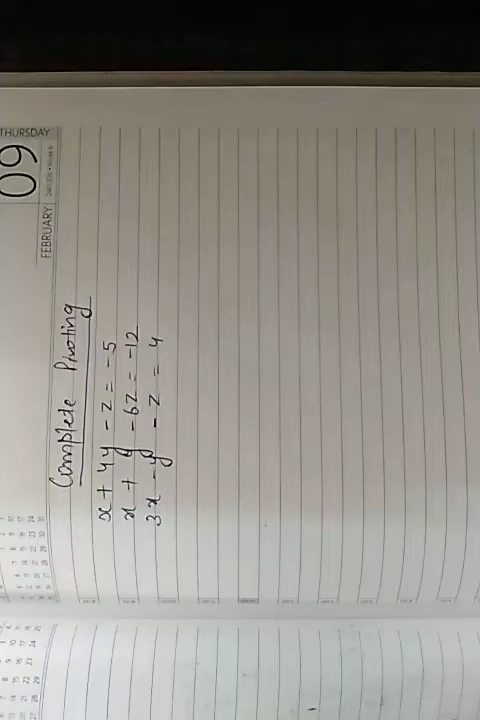 THURSDAY
09
FEBRUARY
Complete Pivoting
x + 4y - z = -5
x + y - 6z = -12
3x - y - z = 4